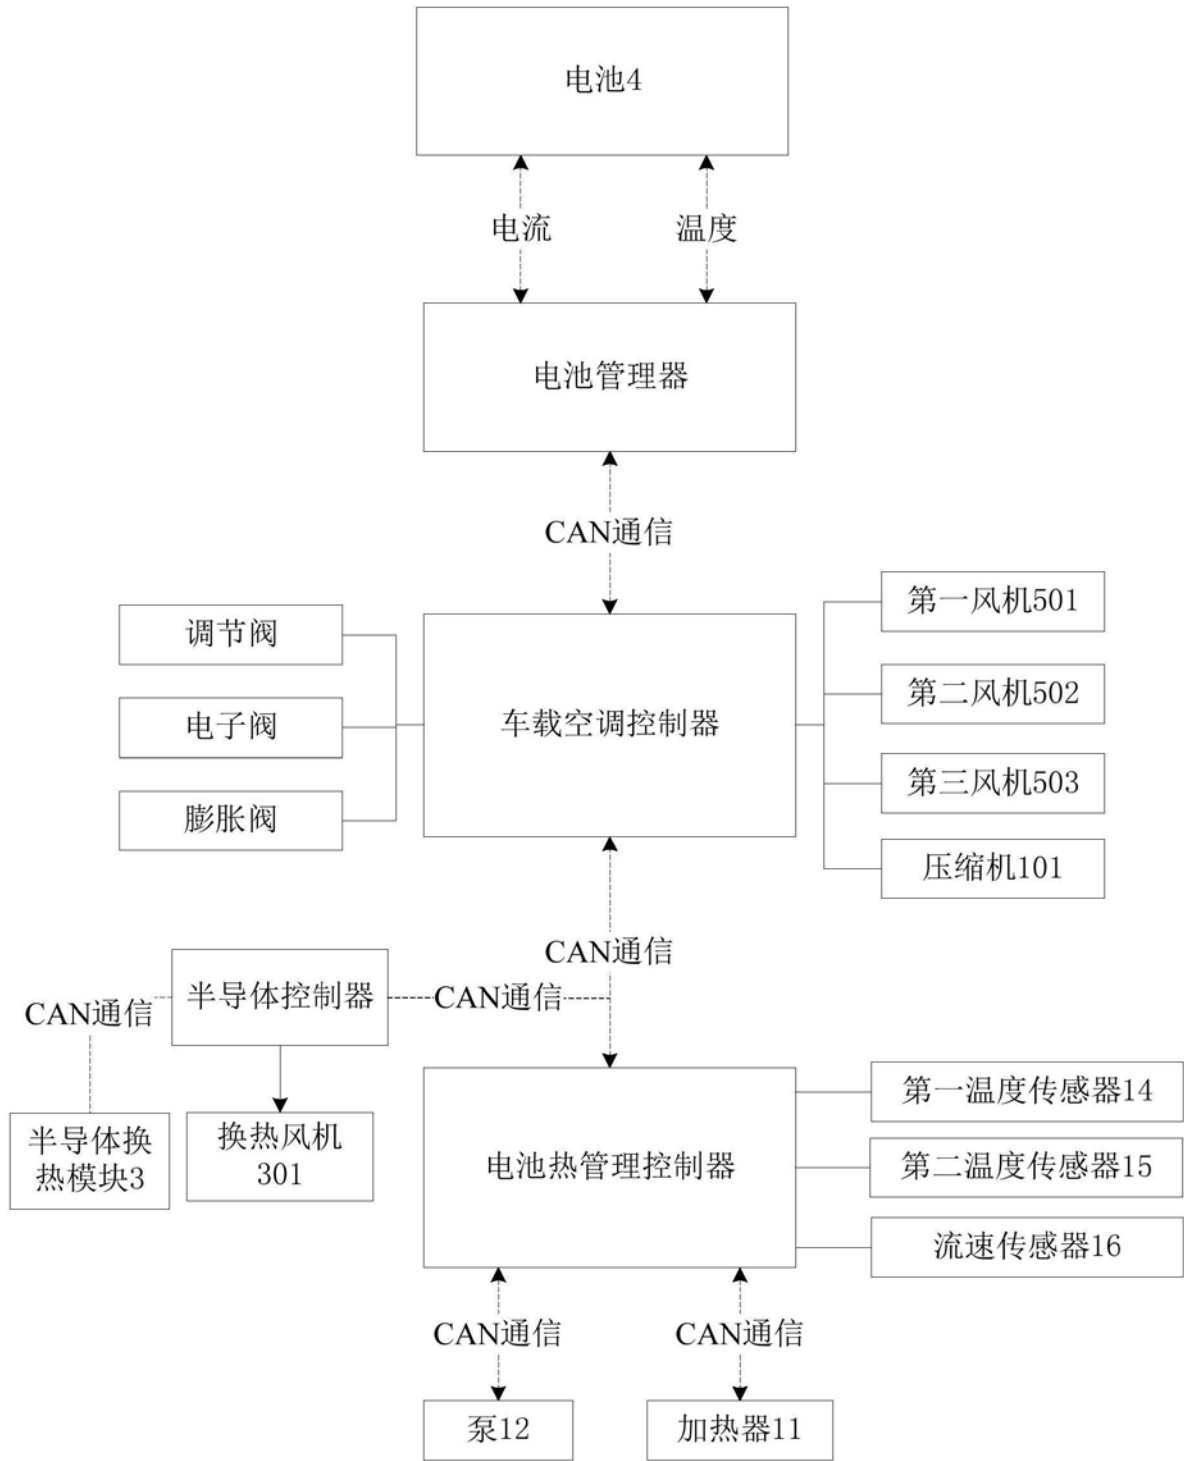 电池4
电流
温度
电池管理器
CAN通信
第一风机501
调节阀
第二风机502
电子阀
车载空调控制器
第三风机503
膨胀阀
压缩机101
CAN通信
半导体控制器
CAN通信
CAN通信
第一温度传感器14
半导体换
热模块3
换热风机
301
电池热管理控制器
第二温度传感器15
流速传感器16
CAN通信
CAN通信
泵12
加热器11